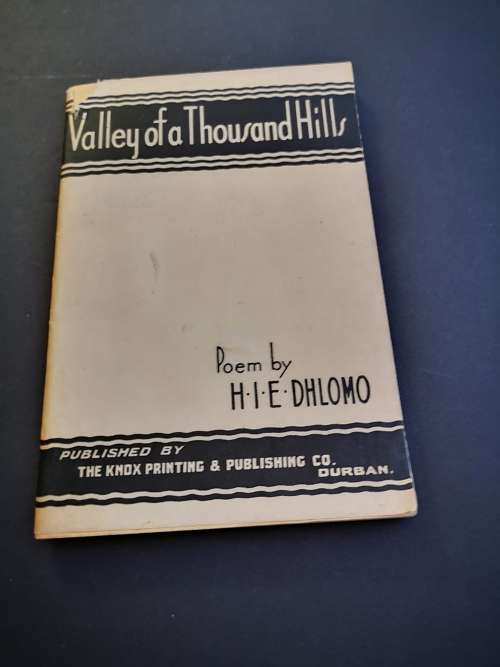 Valley of a Thousand Hills
Poem by
H·I·E·DHLOMO
PUBLISHED BY
THE KNOX PRINTING & PUBLISHING CO.
DURBAN.